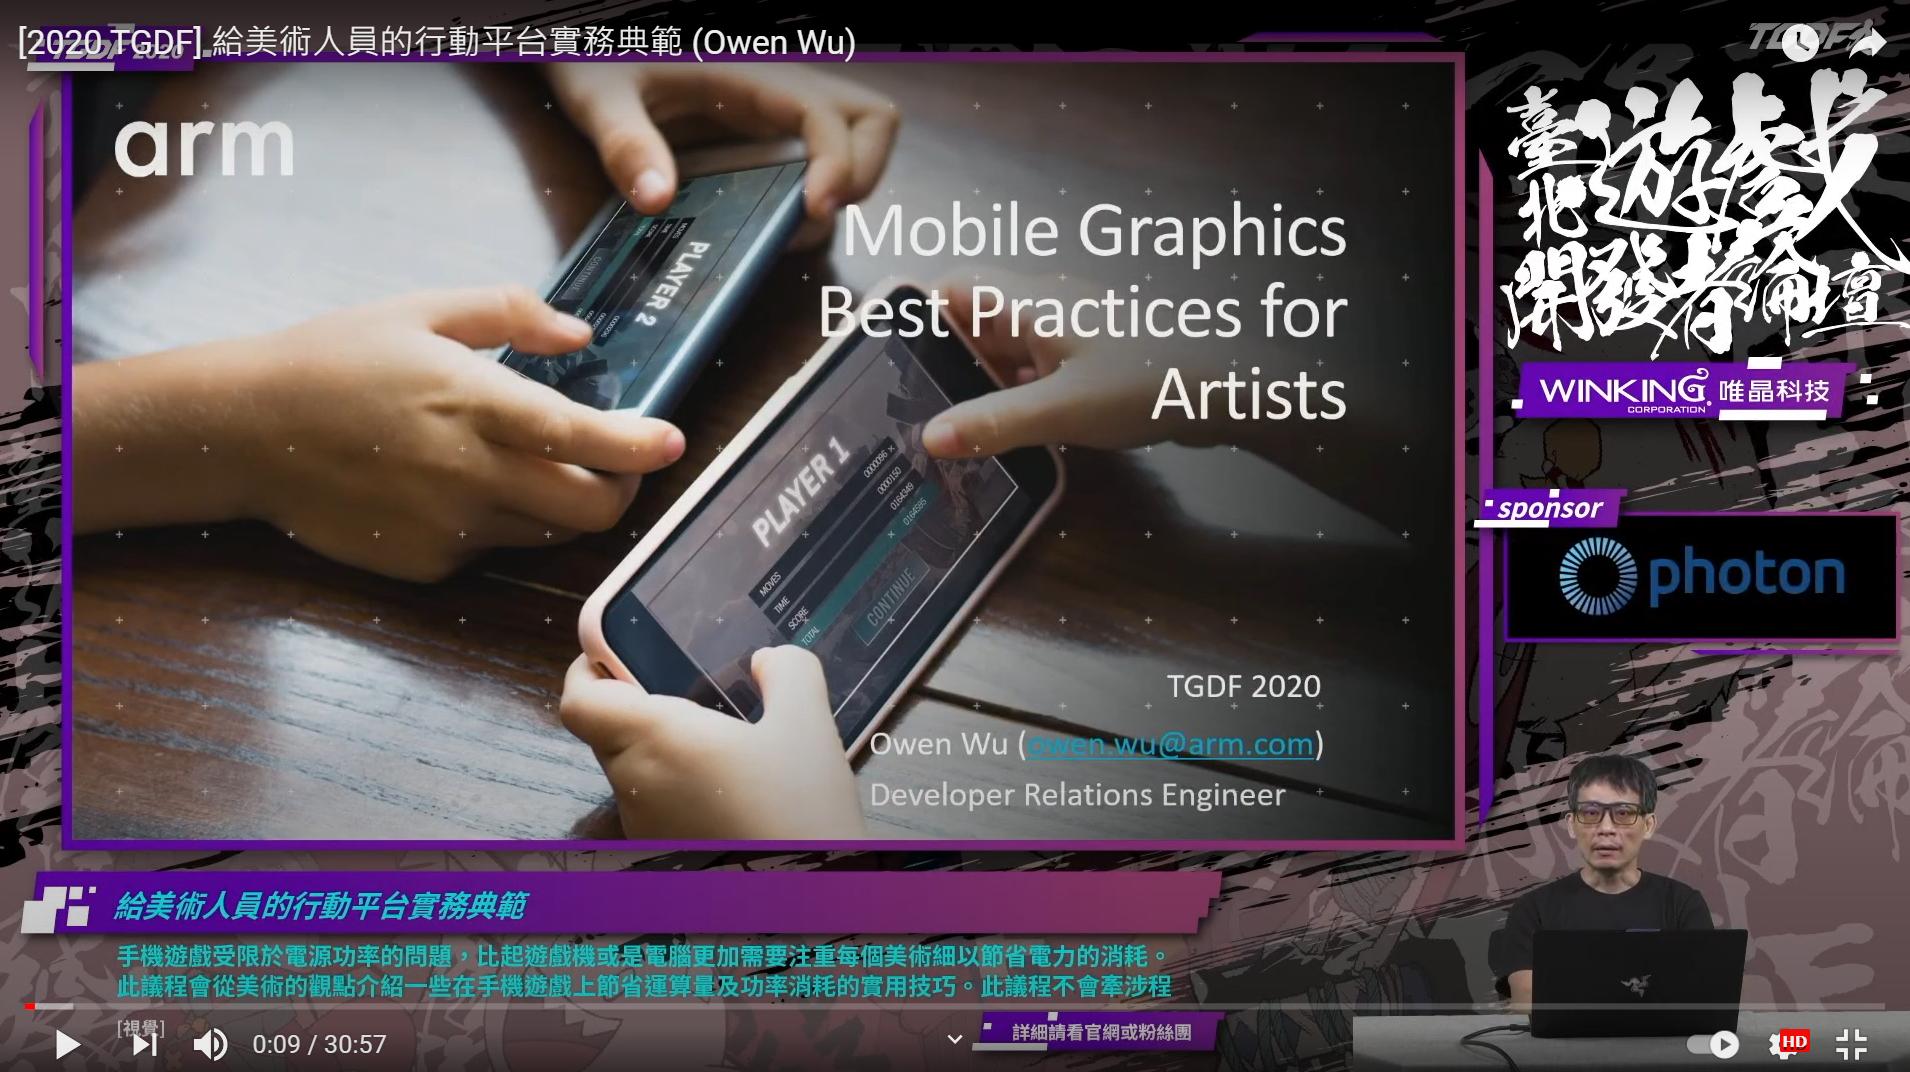 [2020 TGDF] 給美術人員的行動平台實務典範 (Owen Wu)
arm
Mobile Graphics
Best Practices for
Artists
PLAYER 2
CONTINUE
PLAYER 1
MOVES
TIME
SCORE
TOTAL
0000096
0000150
0164349
0164595
CONTINUE
TGDF 2020
Owen Wu (owen.wu@arm.com)
Developer Relations Engineer
臺北遊戲
開發者論壇
WINKING CORPORATION 唯晶科技
sponsor
photon
給美術人員的行動平台實務典範
手機遊戲受限於電源功率的問題，比起遊戲機或是電腦更加需要注重每個美術細以節省電力的消耗。
此議程會從美術的觀點介紹一些在手機遊戲上節省運算量及功率消耗的實用技巧。此議程不會牽涉程
[視覺]
詳細請看官網或粉絲團
0:09 / 30:57
HD